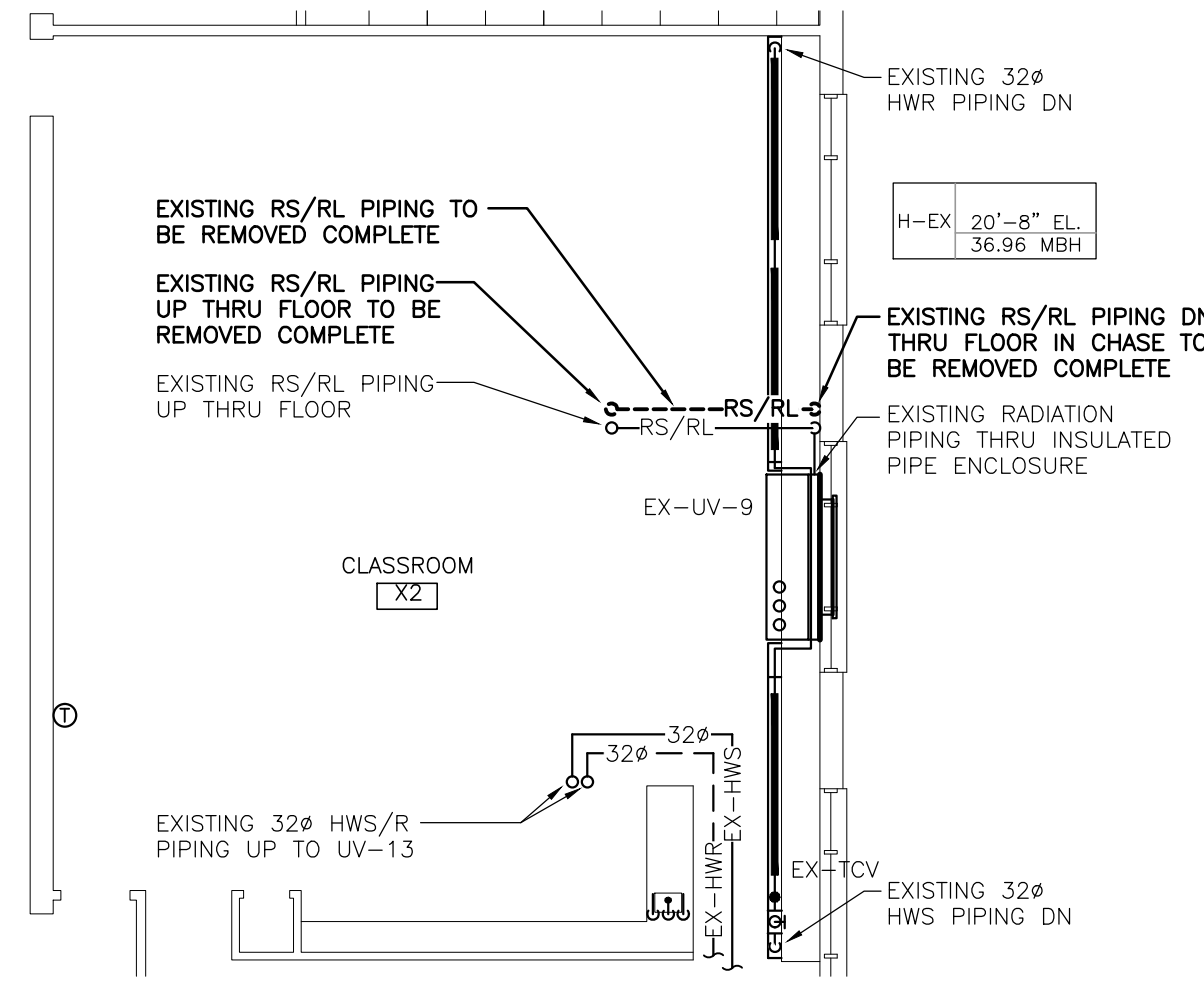 EXISTING 32ø
HWR PIPING DN
H-EX
20'-8" EL.
36.96 MBH
EXISTING RS/RL PIPING TO
BE REMOVED COMPLETE
EXISTING RS/RL PIPING
UP THRU FLOOR TO BE
REMOVED COMPLETE
EXISTING RS/RL PIPING
UP THRU FLOOR
RS/RL
RS/RL
EXISTING RS/RL PIPING DN
THRU FLOOR IN CHASE TO
BE REMOVED COMPLETE
EXISTING RADIATION
PIPING THRU INSULATED
PIPE ENCLOSURE
EX-UV-9
CLASSROOM
X2
T
32ø
32ø
EX-HWS
EX-HWR
EXISTING 32ø HWS/R
PIPING UP TO UV-13
EX-TCV
EXISTING 32ø
HWS PIPING DN